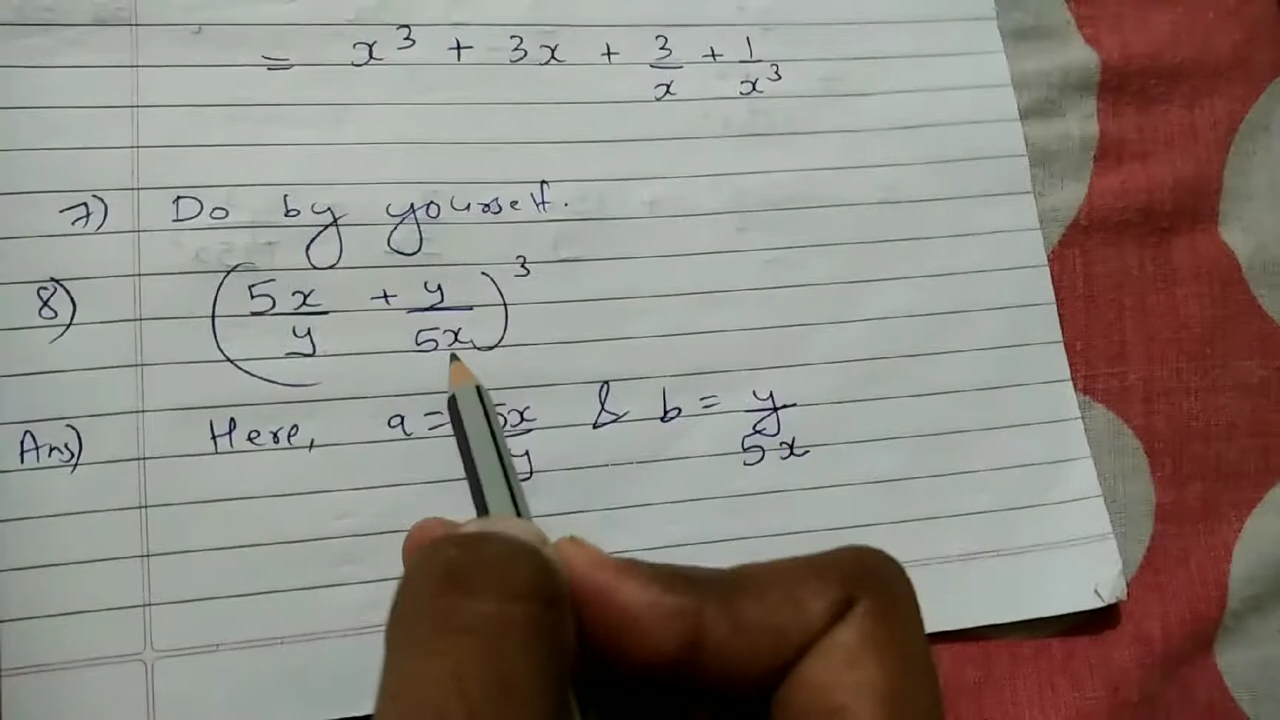 = x³ + 3x + 3/x + 1/x³
7) Do by yourself.
8) (5x/y + y/5x)³
Ans) Here, a = 5x/y & b = y/5x